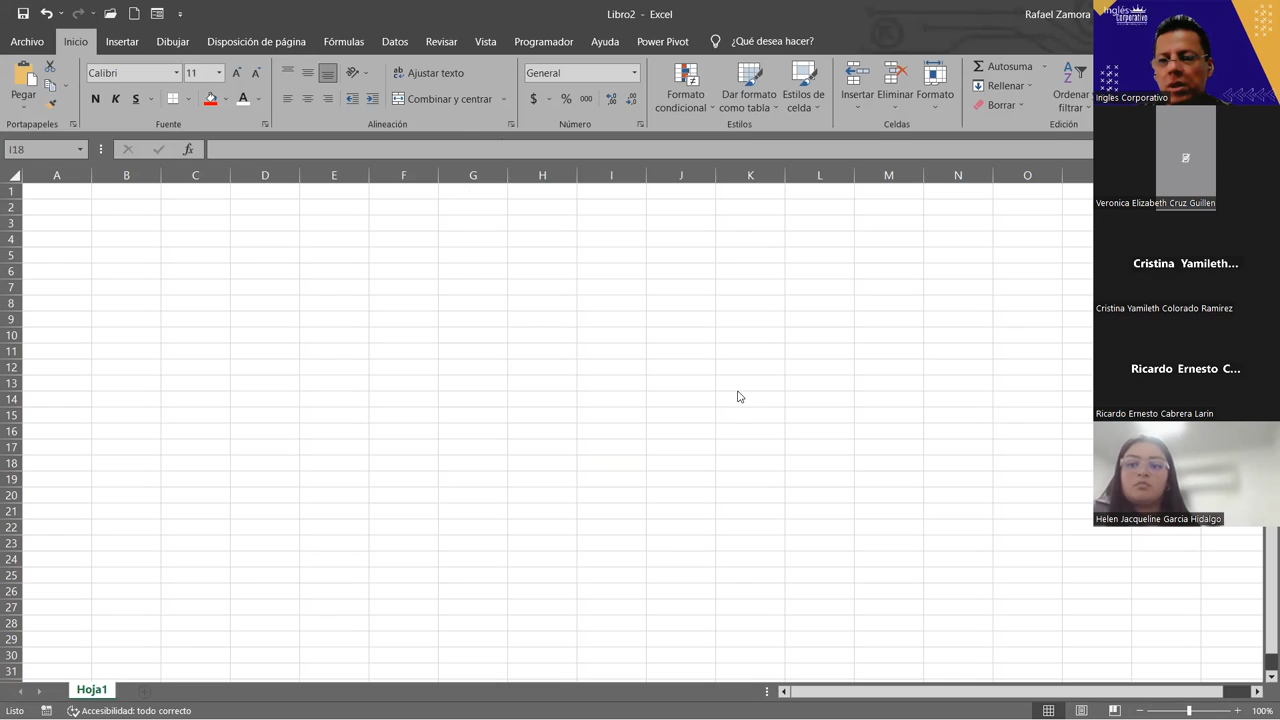 Libro2 - Excel
Rafael Zamora
Archivo
Inicio
Insertar
Dibujar
Disposición de página
Fórmulas
Datos
Revisar
Vista
Programador
Ayuda
Power Pivot
¿Qué desea hacer?
Pegar
Portapapeles
Calibri
11
N K S
Fuente
Ajustar texto
Combinar y centrar
Alineación
General
$ % 000
Número
Formato condicional
Dar formato como tabla
Estilos de celda
Estilos
Insertar
Eliminar
Formato
Celdas
Autosuma
Rellenar
Borrar
Ordenar
filtrar
Edición
I18
fx
A B C D E F G H I J K L M N O
1
2
3
4
5
6
7
8
9
10
11
12
13
14
15
16
17
18
19
20
21
22
23
24
25
26
27
28
29
30
31
Hoja1
Listo
Accesibilidad: todo correcto
100%
Inglés
Corporativo
Ingles Corporativo
Veronica Elizabeth Cruz Guillen
Cristina Yamileth...
Cristina Yamileth Colorado Ramirez
Ricardo Ernesto C...
Ricardo Ernesto Cabrera Larin
Helen Jacqueline Garcia Hidalgo